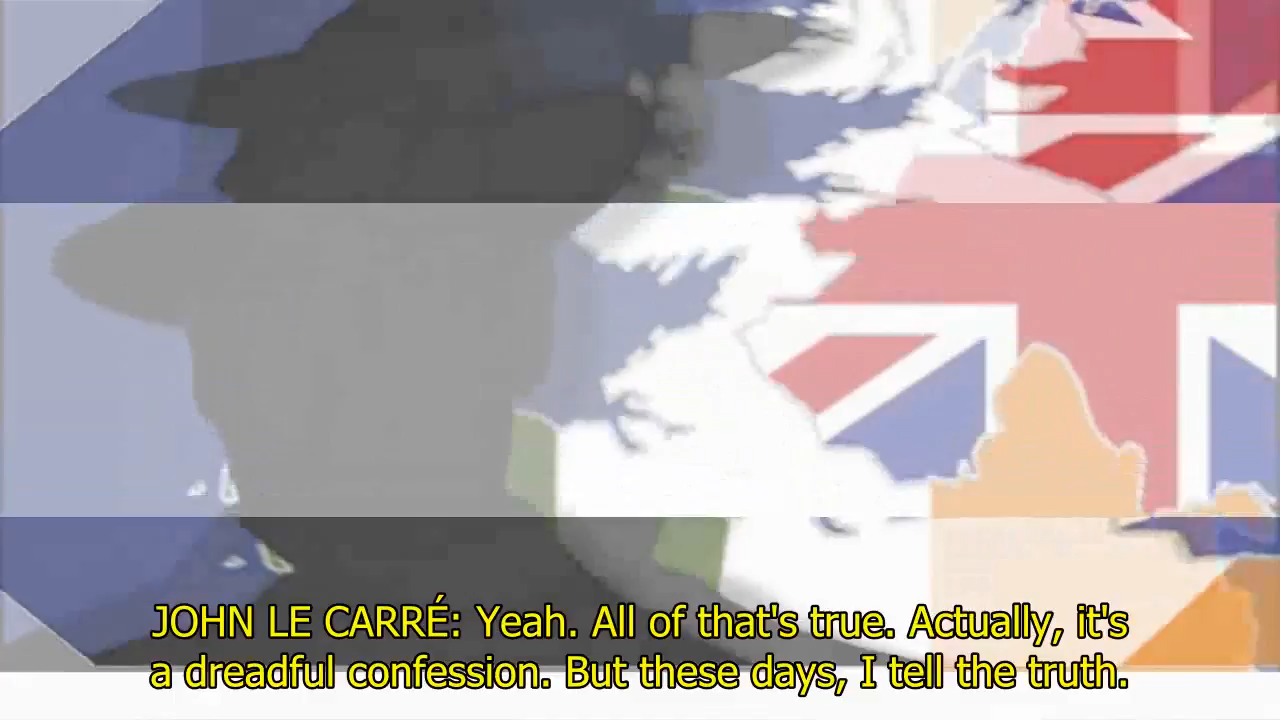 JOHN LE CARRÉ: Yeah. All of that's true. Actually, it's
a dreadful confession. But these days, I tell the truth.